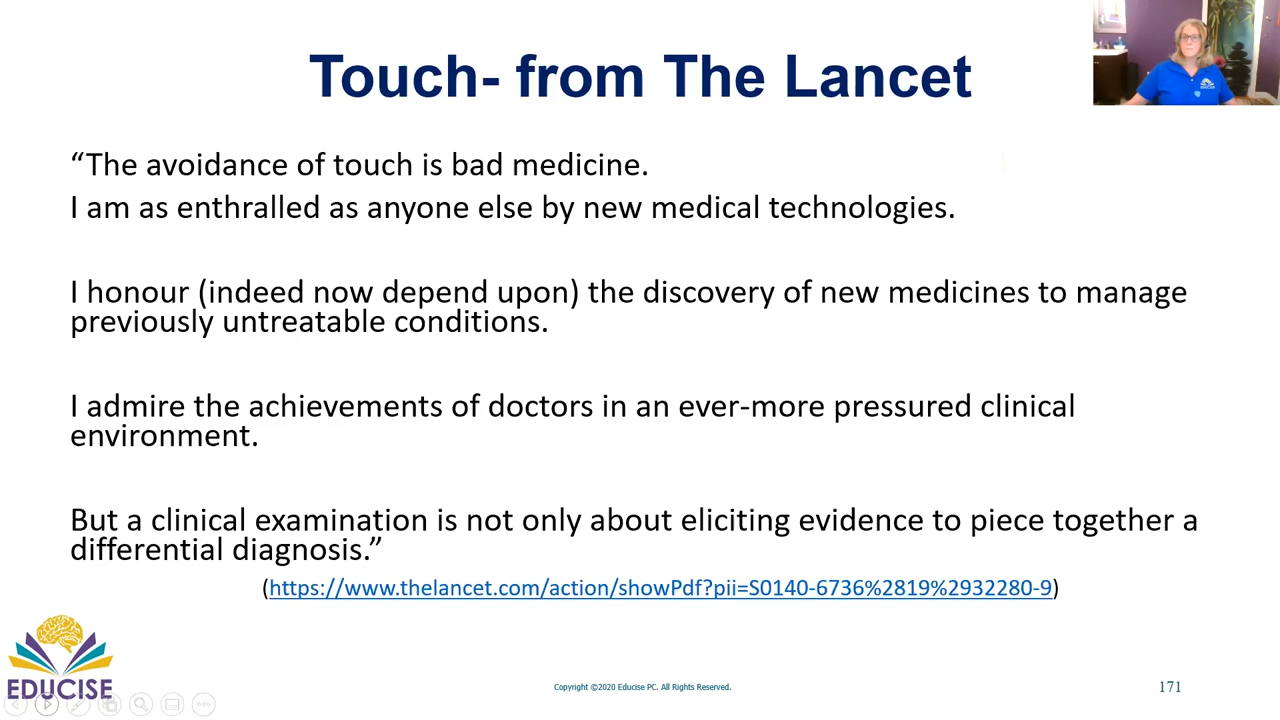 Touch- from The Lancet
EDUCISE
“The avoidance of touch is bad medicine.
I am as enthralled as anyone else by new medical technologies.
I honour (indeed now depend upon) the discovery of new medicines to manage
previously untreatable conditions.
I admire the achievements of doctors in an ever-more pressured clinical
environment.
But a clinical examination is not only about eliciting evidence to piece together a
differential diagnosis.”
(https://www.thelancet.com/action/showPdf?pii=S0140-6736%2819%2932280-9)
EDUCISE
Copyright ©2020 Educise PC. All Rights Reserved.
171